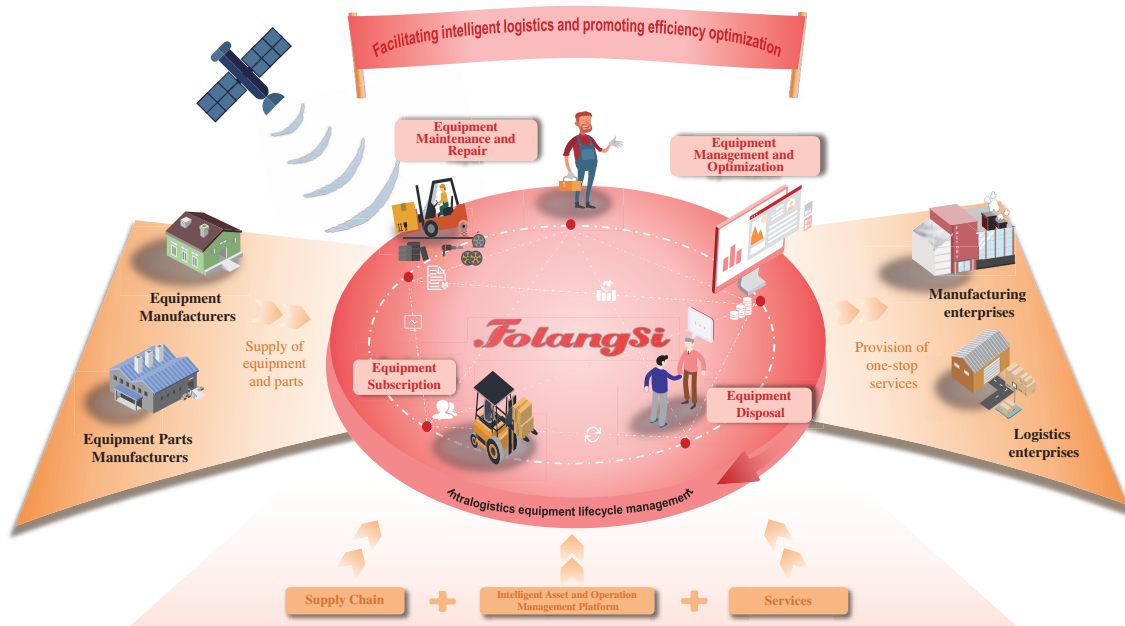 Facilitating intelligent logistics and promoting efficiency optimization
Equipment
Maintenance and
Repair
Equipment
Management and
Optimization
Equipment
Manufacturers
Supply of
equipment
and parts
Equipment Parts
Manufacturers
FolangSi
Equipment
Subscription
Equipment
Disposal
Intralogistics equipment lifecycle management
Provision of
one-stop
services
Manufacturing
enterprises
Logistics
enterprises
Supply Chain
Intelligent Asset and Operation
Management Platform
Services